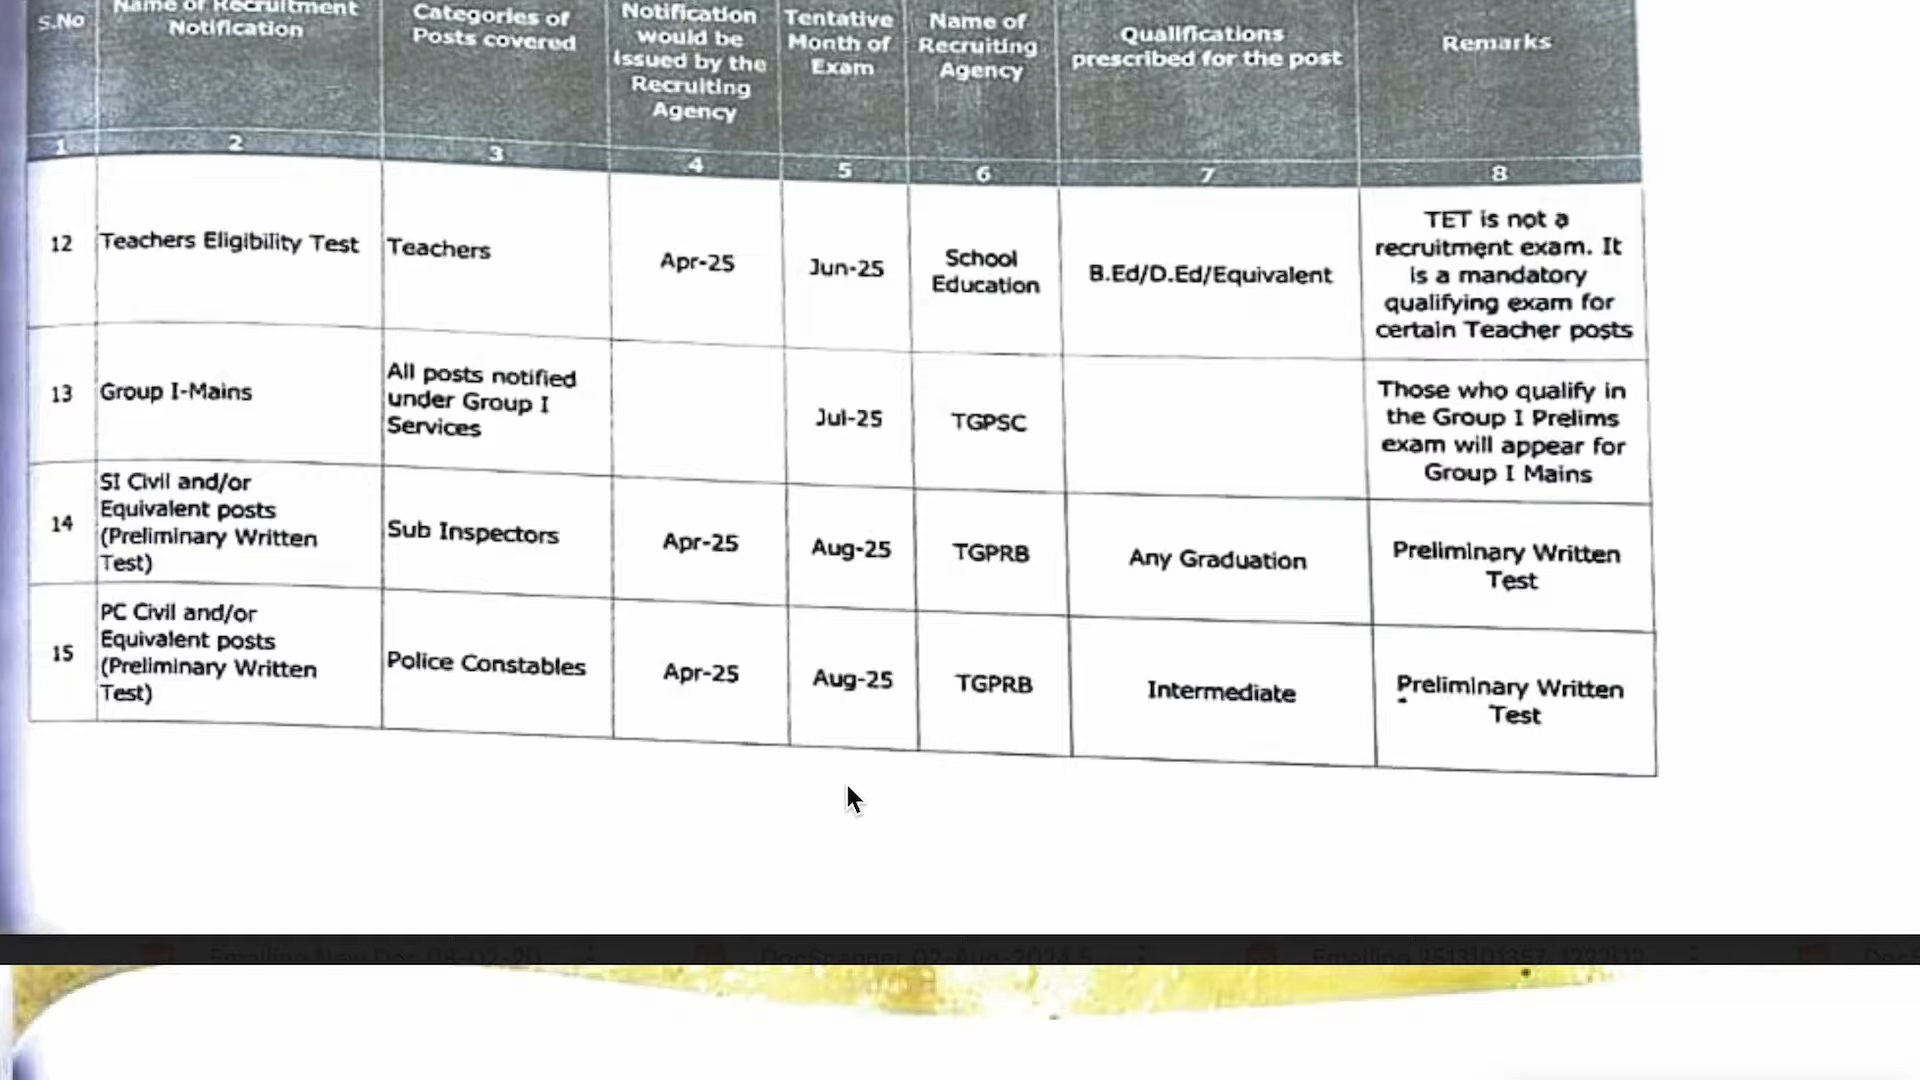 S.No
Name of Recruitment
Notification
Categories of
Posts covered
Notification
would be
issued by the
Recruiting
Agency
Tentative
Month of
Exam
Name of
Recruiting
Agency
Qualifications
prescribed for the post
Remarks
1
2
3
4
5
6
7
8
12
Teachers Eligibility Test
Teachers
Apr-25
Jun-25
School
Education
B.Ed/D.Ed/Equivalent
TET is not a
recruitment exam. It
is a mandatory
qualifying exam for
certain Teacher posts
13
Group I-Mains
All posts notified
under Group I
Services
Jul-25
TGPSC
Those who qualify in
the Group I Prelims
exam will appear for
Group I Mains
14
SI Civil and/or
Equivalent posts
(Preliminary Written
Test)
Sub Inspectors
Apr-25
Aug-25
TGPRB
Any Graduation
Preliminary Written
Test
15
PC Civil and/or
Equivalent posts
(Preliminary Written
Test)
Police Constables
Apr-25
Aug-25
TGPRB
Intermediate
Preliminary Written
Test